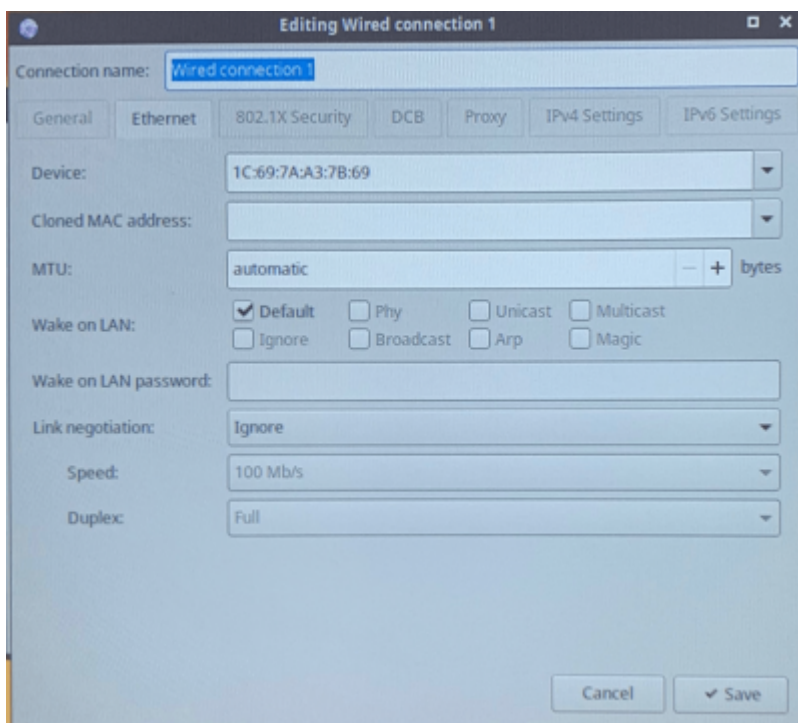 Editing Wired connection 1
Connection name: Wired connection 1
General Ethernet 802.1X Security DCB Proxy IPv4 Settings IPv6 Settings
Device: 1C:69:7A:A3:7B:69
Cloned MAC address:
MTU: automatic bytes
Wake on LAN: Default Phy Unicast Multicast
Ignore Broadcast Arp Magic
Wake on LAN password:
Link negotiation: Ignore
Speed: 100 Mb/s
Duplex: Full
Cancel Save